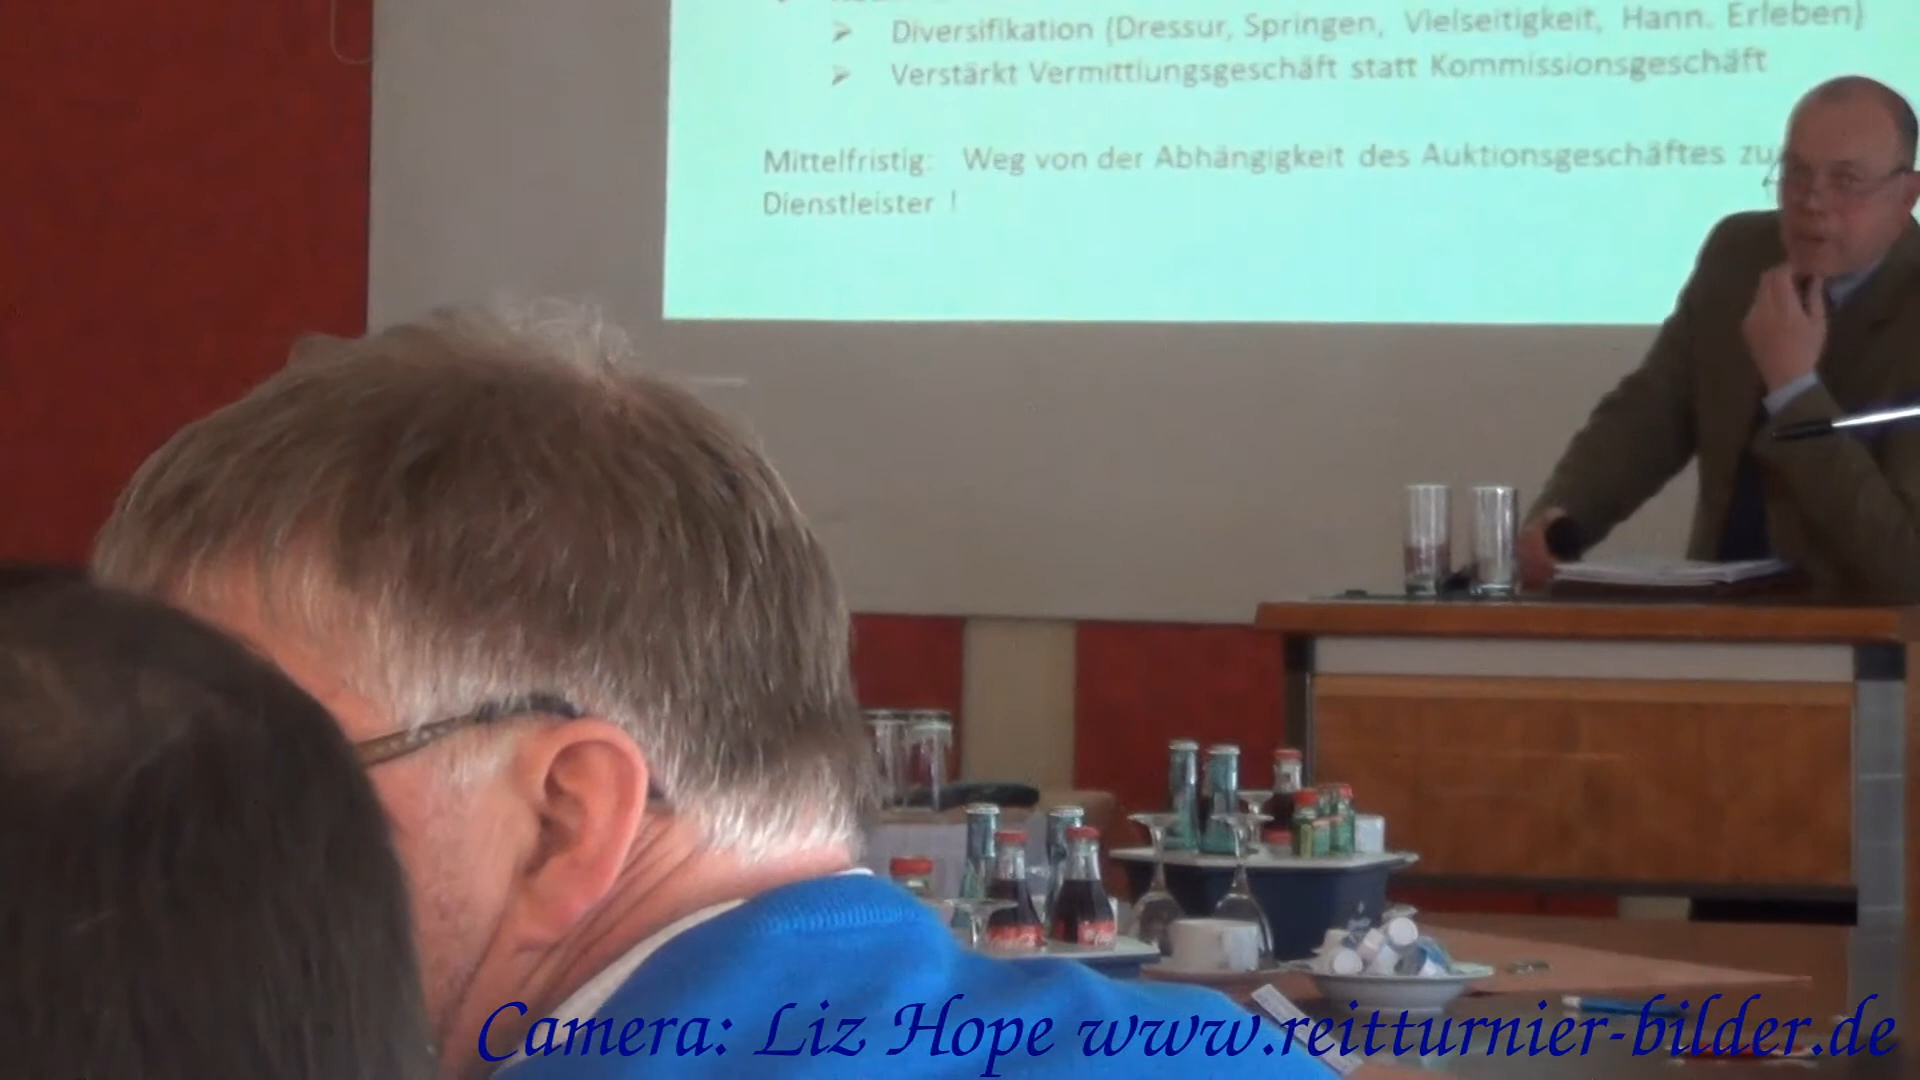 Diversifikation (Dressur, Springen, Vielseitigkeit, Hann. Erleben)
Verstärkt Vermittlungsgeschäft statt Kommissionsgeschäft
Mittelfristig: Weg von der Abhängigkeit des Auktionsgeschäftes
Dienstleister !
Camera: Liz Hope www.reitturnier-bilder.de